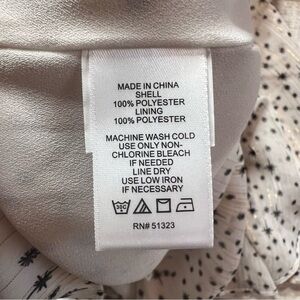 MADE IN CHINA
SHELL
100% POLYESTER
LINING
100% POLYESTER
MACHINE WASH COLD
USE ONLY NON-
CHLORINE BLEACH
IF NEEDED
LINE DRY
USE LOW IRON
IF NECESSARY
30C
RN# 51323